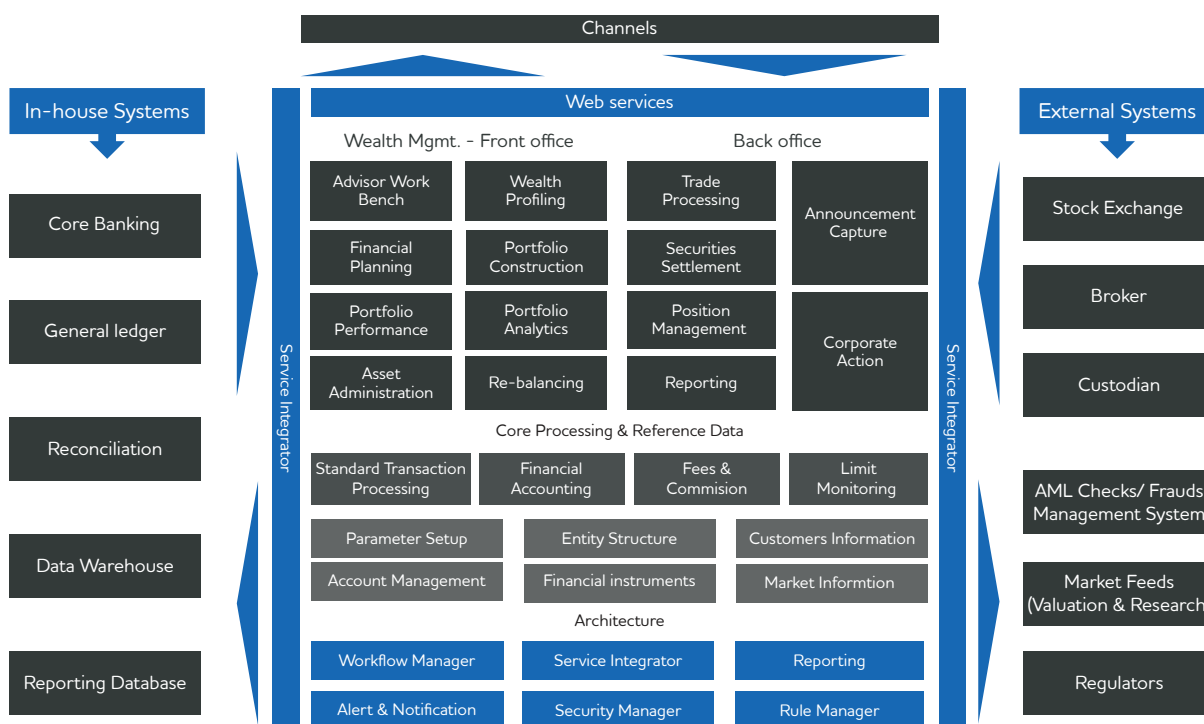 Channels
In-house Systems
Core Banking
General ledger
Reconciliation
Data Warehouse
Reporting Database
Service Integrator
Web services
Wealth Mgmt. - Front office
Back office
Advisor Work
Bench
Wealth
Profiling
Trade
Processing
Announcement
Capture
Financial
Planning
Portfolio
Construction
Securities
Settlement
Portfolio
Performance
Portfolio
Analytics
Position
Management
Corporate
Action
Asset
Administration
Re-balancing
Reporting
Core Processing & Reference Data
Standard Transaction
Processing
Financial
Accounting
Fees &
Commision
Limit
Monitoring
Parameter Setup
Entity Structure
Customers Information
Account Management
Financial instruments
Market Informtion
Architecture
Workflow Manager
Service Integrator
Reporting
Alert & Notification
Security Manager
Rule Manager
Service Integrator
External Systems
Stock Exchange
Broker
Custodian
AML Checks/ Frauds
Management System
Market Feeds
(Valuation & Research
Regulators